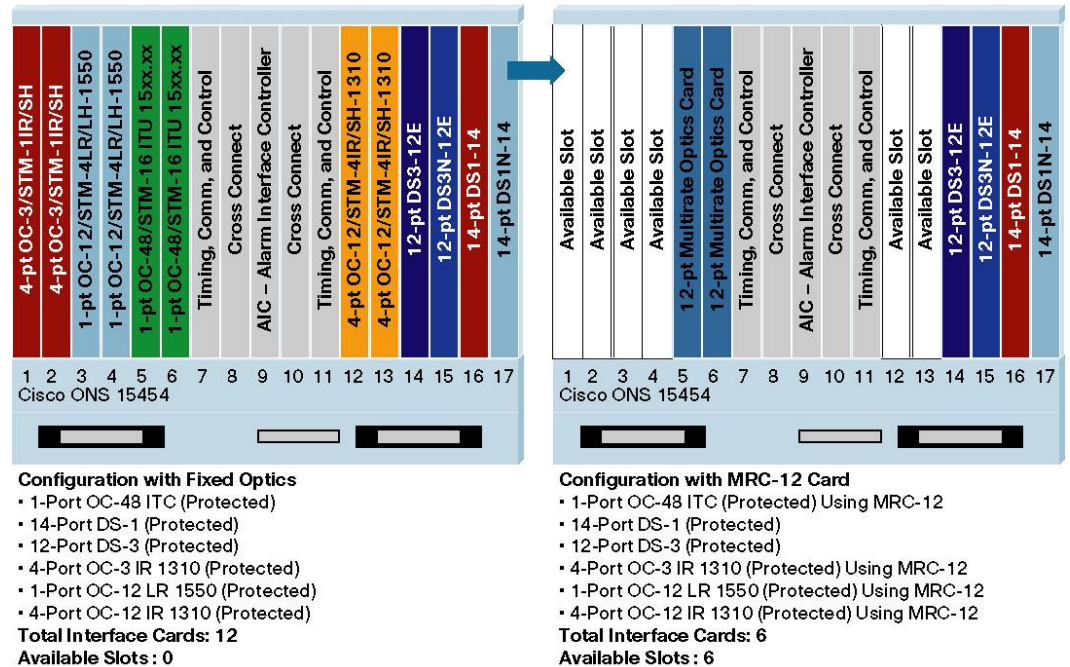 4-pt OC-3/STM-1IR/SH
4-pt OC-3/STM-1IR/SH
1-pt OC-12/STM-4LR/LH-1550
1-pt OC-12/STM-4LR/LH-1550
1-pt OC-48/STM-16 ITU 15xx.xx
1-pt OC-48/STM-16 ITU 15xx.xx
Timing, Comm, and Control
Cross Connect
AIC – Alarm Interface Controller
Cross Connect
Timing, Comm, and Control
4-pt OC-12/STM-4IR/SH-1310
4-pt OC-12/STM-4IR/SH-1310
12-pt DS3-12E
12-pt DS3N-12E
14-pt DS1-14
14-pt DS1N-14
1 2 3 4 5 6 7 8 9 10 11 12 13 14 15 16 17
Cisco ONS 15454
Configuration with Fixed Optics
▪ 1-Port OC-48 ITC (Protected)
▪ 14-Port DS-1 (Protected)
▪ 12-Port DS-3 (Protected)
▪ 4-Port OC-3 IR 1310 (Protected)
▪ 1-Port OC-12 LR 1550 (Protected)
▪ 4-Port OC-12 IR 1310 (Protected)
Total Interface Cards: 12
Available Slots : 0
Available Slot
Available Slot
Available Slot
Available Slot
12-pt Multirate Optics Card
12-pt Multirate Optics Card
Timing, Comm, and Control
Cross Connect
AIC – Alarm Interface Controller
Cross Connect
Timing, Comm, and Control
Available Slot
Available Slot
12-pt DS3-12E
12-pt DS3N-12E
14-pt DS1-14
14-pt DS1N-14
1 2 3 4 5 6 7 8 9 10 11 12 13 14 15 16 17
Cisco ONS 15454
Configuration with MRC-12 Card
▪ 1-Port OC-48 ITC (Protected) Using MRC-12
▪ 14-Port DS-1 (Protected)
▪ 12-Port DS-3 (Protected)
▪ 4-Port OC-3 IR 1310 (Protected) Using MRC-12
▪ 1-Port OC-12 LR 1550 (Protected) Using MRC-12
▪ 4-Port OC-12 IR 1310 (Protected) Using MRC-12
Total Interface Cards: 6
Available Slots : 6